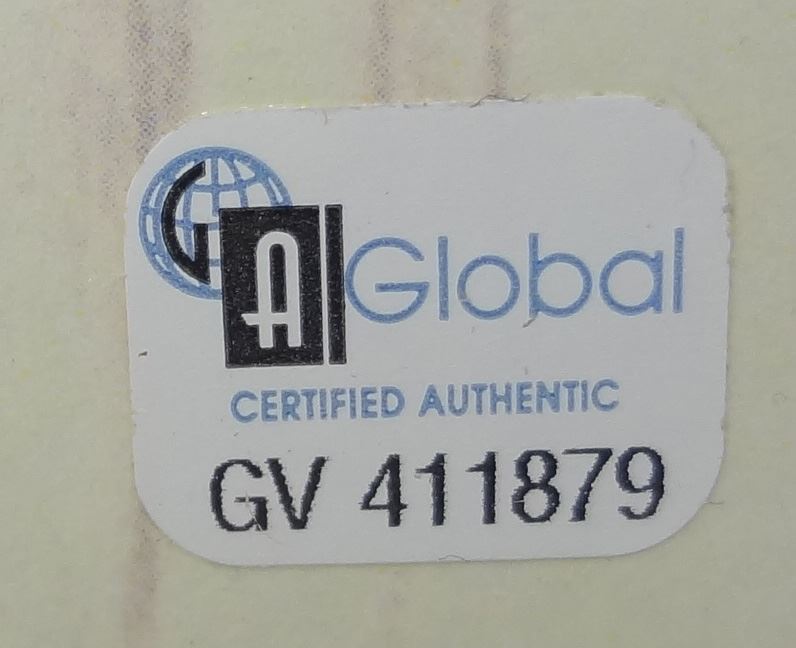 GAI Global
CERTIFIED AUTHENTIC
GV 411879